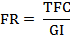 FR = TFC / GI